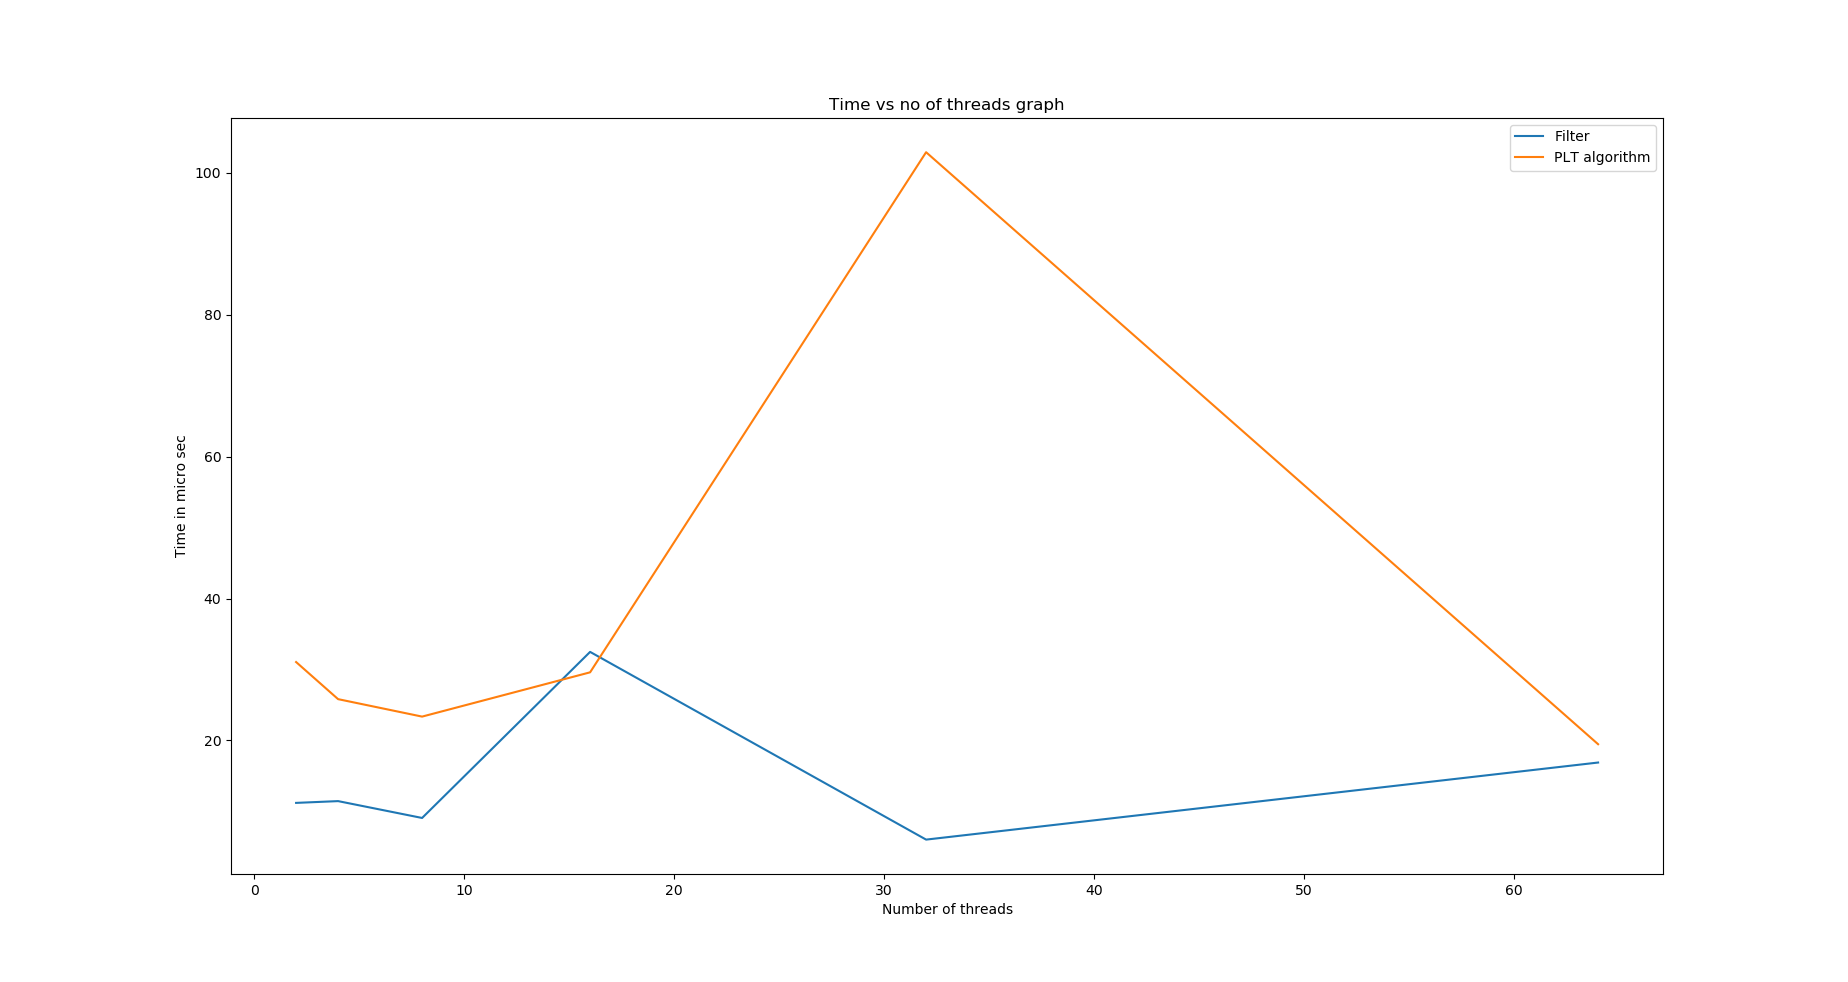 Time vs no of threads graph
Filter
PLT algorithm
100
80
60
40
20
Time in micro sec
0 10 20 30 40 50 60
Number of threads